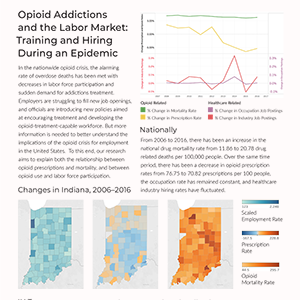 Opioid Addictions
and the Labor Market:
Training and Hiring
During an Epidemic
In the nationwide opioid crisis, the alarming
rate of overdose deaths has been met with
decreases in labor force participation and
sudden demand for addictions treatment.
Employers are struggling to fill new job openings,
and officials are introducing new policies aimed
at encouraging treatment and developing the
opioid-treatment-capable workforce. But more
information is needed to better understand the
implications of the opioid crisis for employment
in the United States. To this end, our research
aims to explain both the relationship between
opioid prescriptions and mortality, and between
opioid use and labor force participation.
Opioid Related
% Change in Mortality Rate
% Change in Prescription Rate
Healthcare Related
% Change in Occupation Job Postings
% Change in Industry Job Postings
Nationally
From 2006 to 2016, there has been an increase in the
national drug mortality rate from 11.86 to 20.78 drug
related deaths per 100,000 people. Over the same time
period, there has been a decrease in opioid prescription
rates from 76.75 to 70.82 prescriptions per 100 people,
the occupation rate has remained constant, and healthcare
industry hiring rates have fluctuated.
Changes in Indiana, 2006–2016
Scaled
Employment Rate
Prescription
Rate
Opioid
Mortality Rate